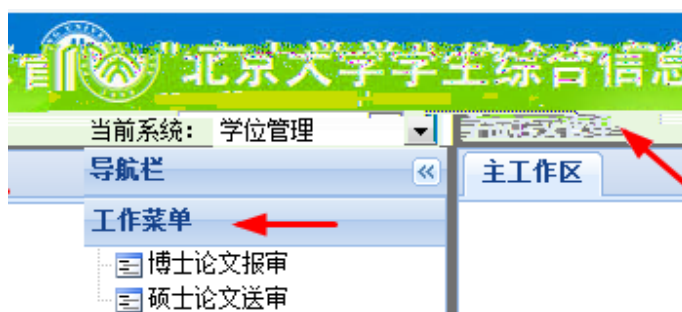 北京大学学生综合信息
当前系统： 学位管理
导航栏
主工作区
工作菜单
博士论文报审
硕士论文送审